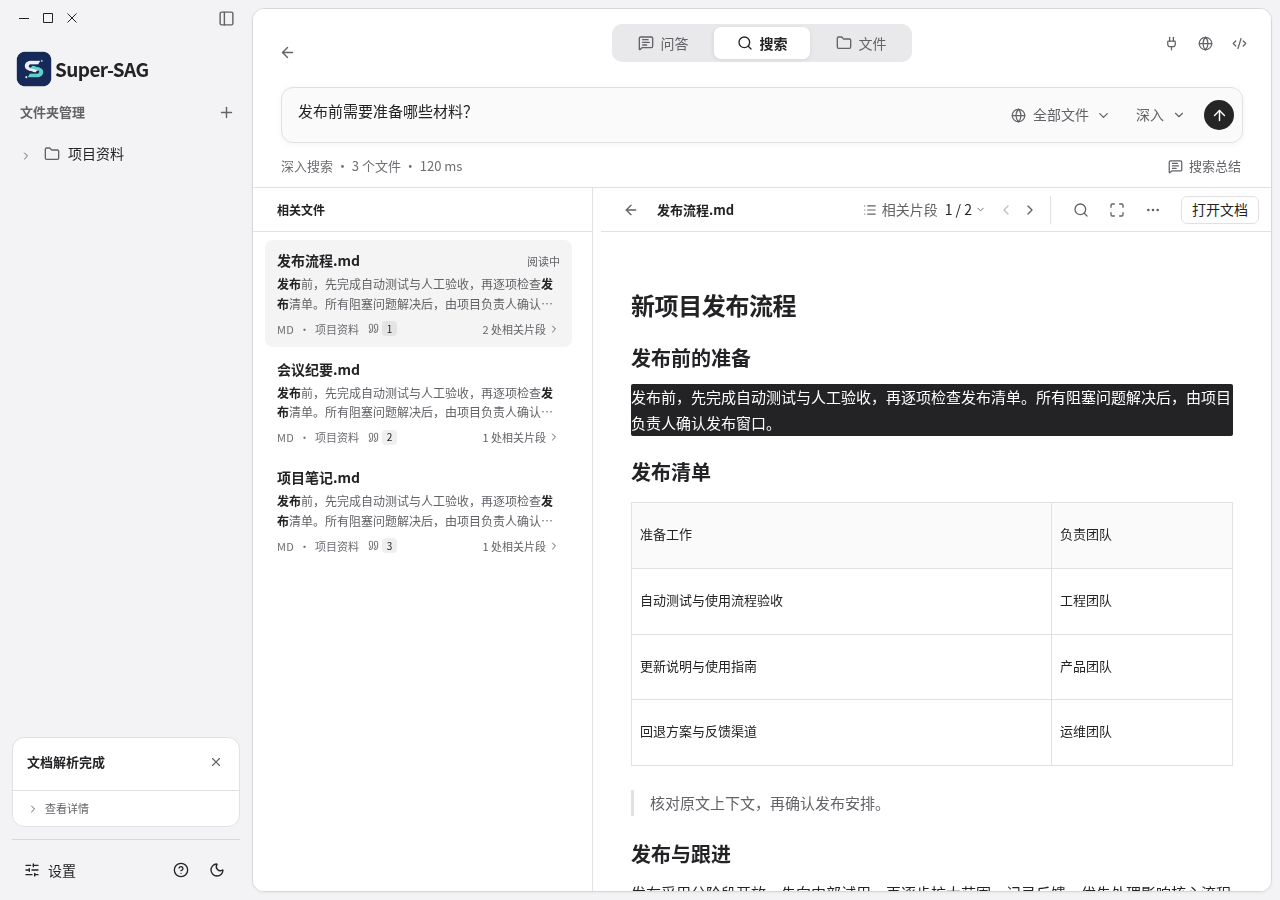 Super-SAG
文件夹管理
项目资料
文档解析完成
查看详情
设置
问答
搜索
文件
发布前需要准备哪些材料?
全部文件
深入
深入搜索 • 3 个文件 • 120 ms
搜索总结
相关文件
发布流程.md
阅读中
发布前，先完成自动测试与人工验收，再逐项检查发
布清单。所有阻塞问题解决后，由项目负责人确认…
MD • 项目资料 1
2 处相关片段
会议纪要.md
发布前，先完成自动测试与人工验收，再逐项检查发
布清单。所有阻塞问题解决后，由项目负责人确认…
MD • 项目资料 2
1 处相关片段
项目笔记.md
发布前，先完成自动测试与人工验收，再逐项检查发
布清单。所有阻塞问题解决后，由项目负责人确认…
MD • 项目资料 3
1 处相关片段
发布流程.md
相关片段 1 / 2
打开文档
新项目发布流程
发布前的准备
发布前，先完成自动测试与人工验收，再逐项检查发布清单。所有阻塞问题解决后，由项目
负责人确认发布窗口。
发布清单
准备工作 负责团队
自动测试与使用流程验收 工程团队
更新说明与使用指南 产品团队
回退方案与反馈渠道 运维团队
核对原文上下文，再确认发布安排。
发布与跟进